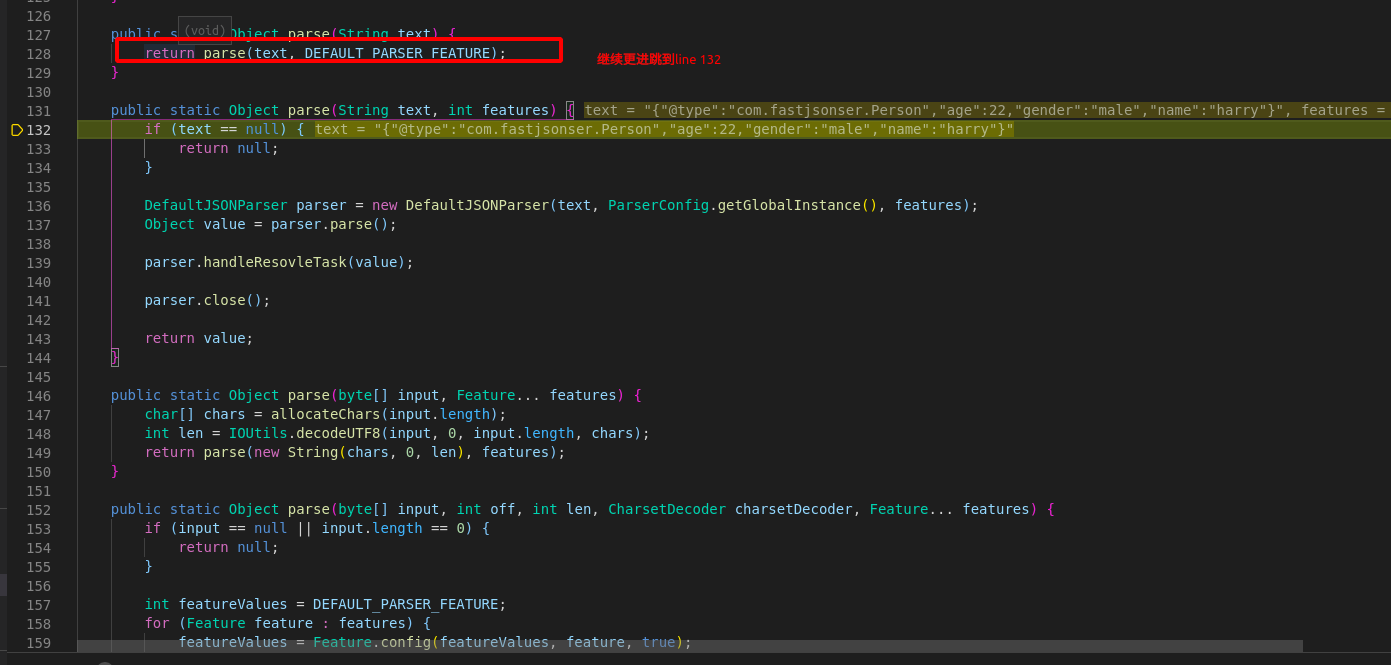 126
127 public s (void) Object parse(String text) {
128 return parse(text, DEFAULT_PARSER_FEATURE); 继续更进跳到line 132
129 }
130
131 public static Object parse(String text, int features) { text = "{"@type":"com.fastjsonser.Person","age":22,"gender":"male","name":"harry"}", features =
132 if (text == null) { text = "{"@type":"com.fastjsonser.Person","age":22,"gender":"male","name":"harry"}"
133 return null;
134 }
135
136 DefaultJSONParser parser = new DefaultJSONParser(text, ParserConfig.getGlobalInstance(), features);
137 Object value = parser.parse();
138
139 parser.handleResovleTask(value);
140
141 parser.close();
142
143 return value;
144 }
145
146 public static Object parse(byte[] input, Feature... features) {
147 char[] chars = allocateChars(input.length);
148 int len = IOUtils.decodeUTF8(input, 0, input.length, chars);
149 return parse(new String(chars, 0, len), features);
150 }
151
152 public static Object parse(byte[] input, int off, int len, CharsetDecoder charsetDecoder, Feature... features) {
153 if (input == null || input.length == 0) {
154 return null;
155 }
156
157 int featureValues = DEFAULT_PARSER_FEATURE;
158 for (Feature feature : features) {
159 featureValues = Feature.config(featureValues, feature, true);